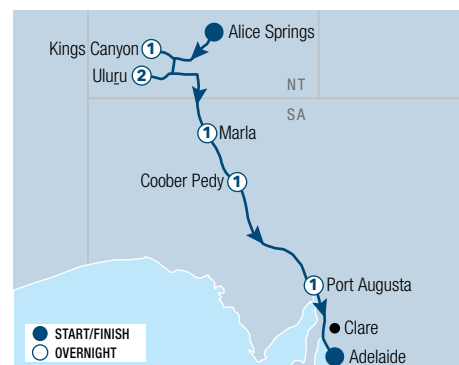 Alice Springs
Kings Canyon 1
Uluṟu 2
NT
SA
1 Marla
Coober Pedy 1
1 Port Augusta
Clare
Adelaide
START/FINISH
OVERNIGHT